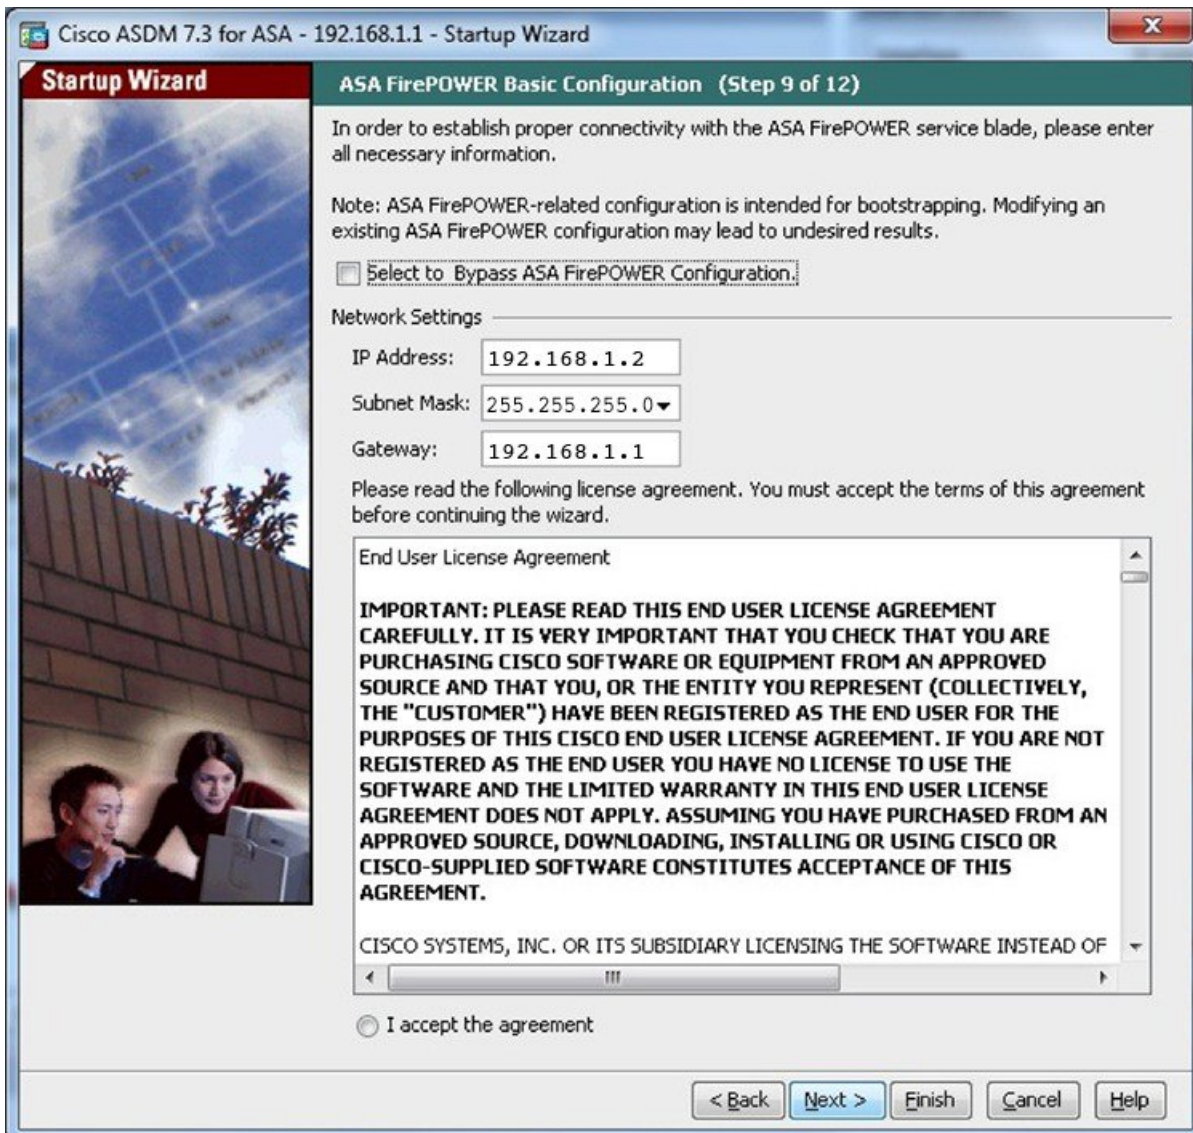 Cisco ASDM 7.3 for ASA - 192.168.1.1 - Startup Wizard
Startup Wizard
ASA FirePOWER Basic Configuration (Step 9 of 12)
In order to establish proper connectivity with the ASA FirePOWER service blade, please enter
all necessary information.
Note: ASA FirePOWER-related configuration is intended for bootstrapping. Modifying an
existing ASA FirePOWER configuration may lead to undesired results.
Select to Bypass ASA FirePOWER Configuration.
Network Settings
IP Address: 192.168.1.2
Subnet Mask: 255.255.255.0
Gateway: 192.168.1.1
Please read the following license agreement. You must accept the terms of this agreement
before continuing the wizard.
End User License Agreement
IMPORTANT: PLEASE READ THIS END USER LICENSE AGREEMENT
CAREFULLY. IT IS VERY IMPORTANT THAT YOU CHECK THAT YOU ARE
PURCHASING CISCO SOFTWARE OR EQUIPMENT FROM AN APPROVED
SOURCE AND THAT YOU, OR THE ENTITY YOU REPRESENT (COLLECTIVELY,
THE "CUSTOMER") HAVE BEEN REGISTERED AS THE END USER FOR THE
PURPOSES OF THIS CISCO END USER LICENSE AGREEMENT. IF YOU ARE NOT
REGISTERED AS THE END USER YOU HAVE NO LICENSE TO USE THE
SOFTWARE AND THE LIMITED WARRANTY IN THIS END USER LICENSE
AGREEMENT DOES NOT APPLY. ASSUMING YOU HAVE PURCHASED FROM AN
APPROVED SOURCE, DOWNLOADING, INSTALLING OR USING CISCO OR
CISCO-SUPPLIED SOFTWARE CONSTITUTES ACCEPTANCE OF THIS
AGREEMENT.
CISCO SYSTEMS, INC. OR ITS SUBSIDIARY LICENSING THE SOFTWARE INSTEAD OF
I accept the agreement
< Back Next > Finish Cancel Help